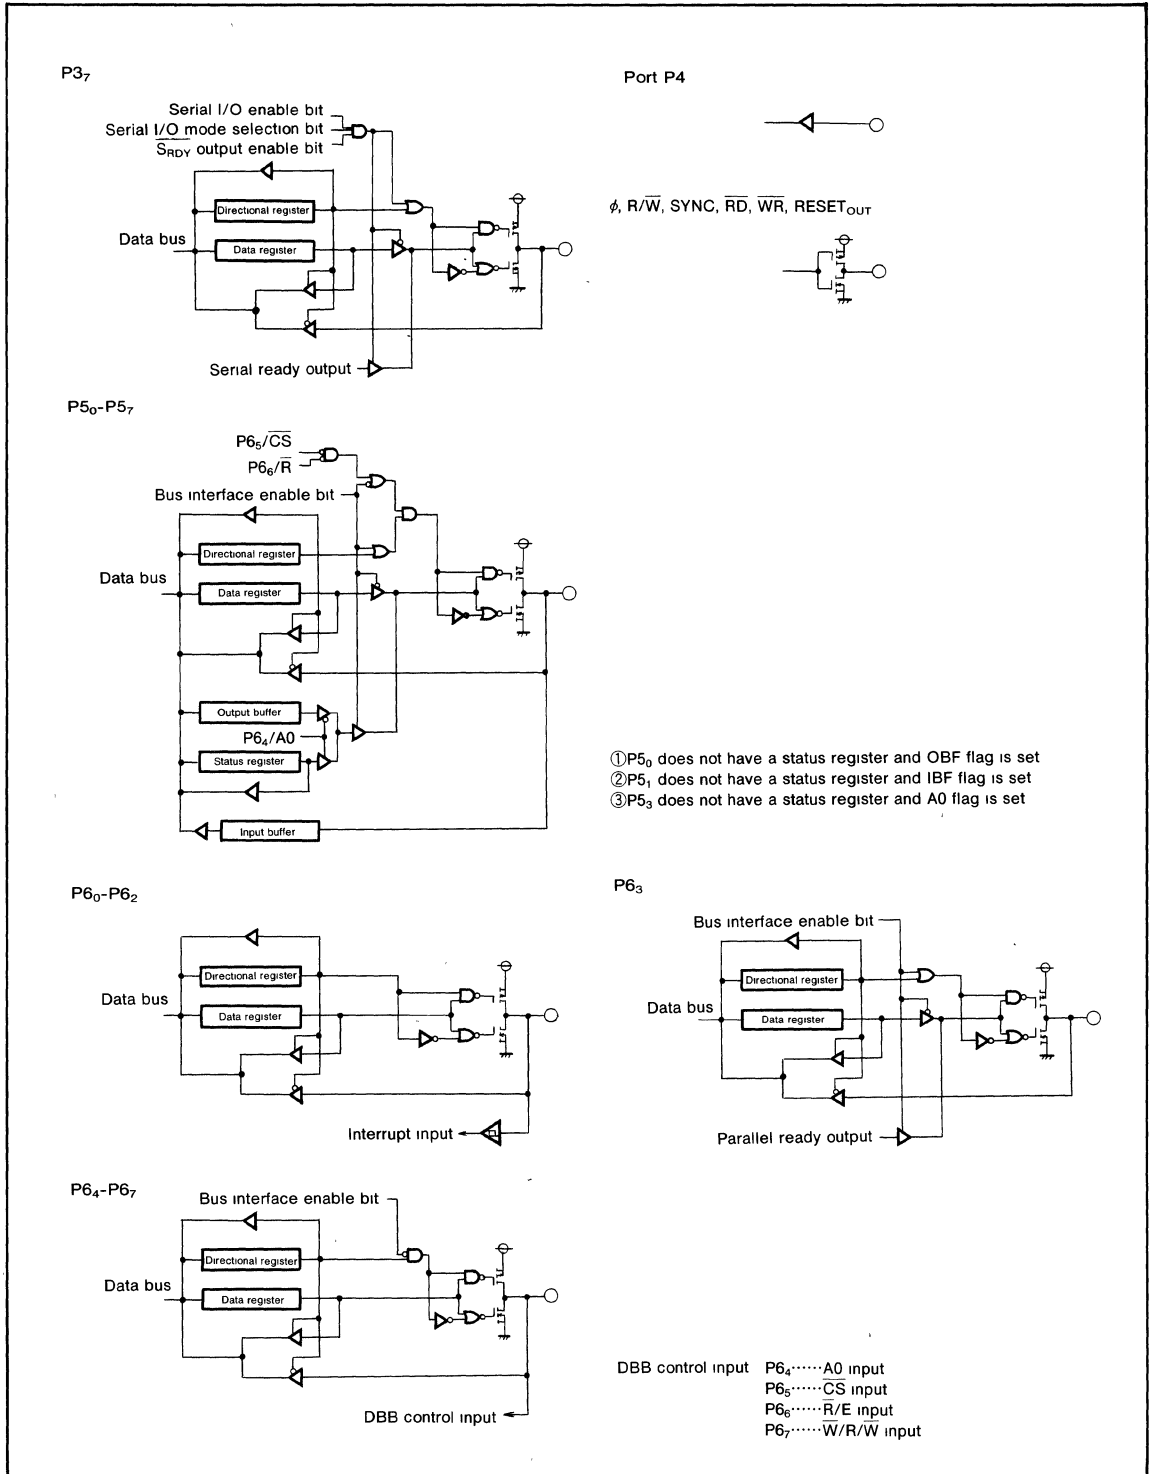 P3₇
Serial I/O enable bit
Serial I/O mode selection bit
S̅R̅D̅Y̅ output enable bit
Directional register
Data bus
Data register
Serial ready output
Port P4
ϕ, R/W̅, SYNC, R̅D̅, W̅R̅, RESETOUT
P5₀-P5₇
P6₅/C̅S̅
P6₆/R̅
Bus interface enable bit
Directional register
Data bus
Data register
Output buffer
P6₄/A0
Status register
Input buffer
①P5₀ does not have a status register and OBF flag is set
②P5₁ does not have a status register and IBF flag is set
③P5₃ does not have a status register and A0 flag is set
P6₀-P6₂
Directional register
Data bus
Data register
Interrupt input
P6₃
Bus interface enable bit
Directional register
Data bus
Data register
Parallel ready output
P6₄-P6₇
Bus interface enable bit
Directional register
Data bus
Data register
DBB control input
DBB control input P6₄······A0 input
P6₅······C̅S̅ input
P6₆······R̅/E input
P6₇······W̅/R/W̅ input